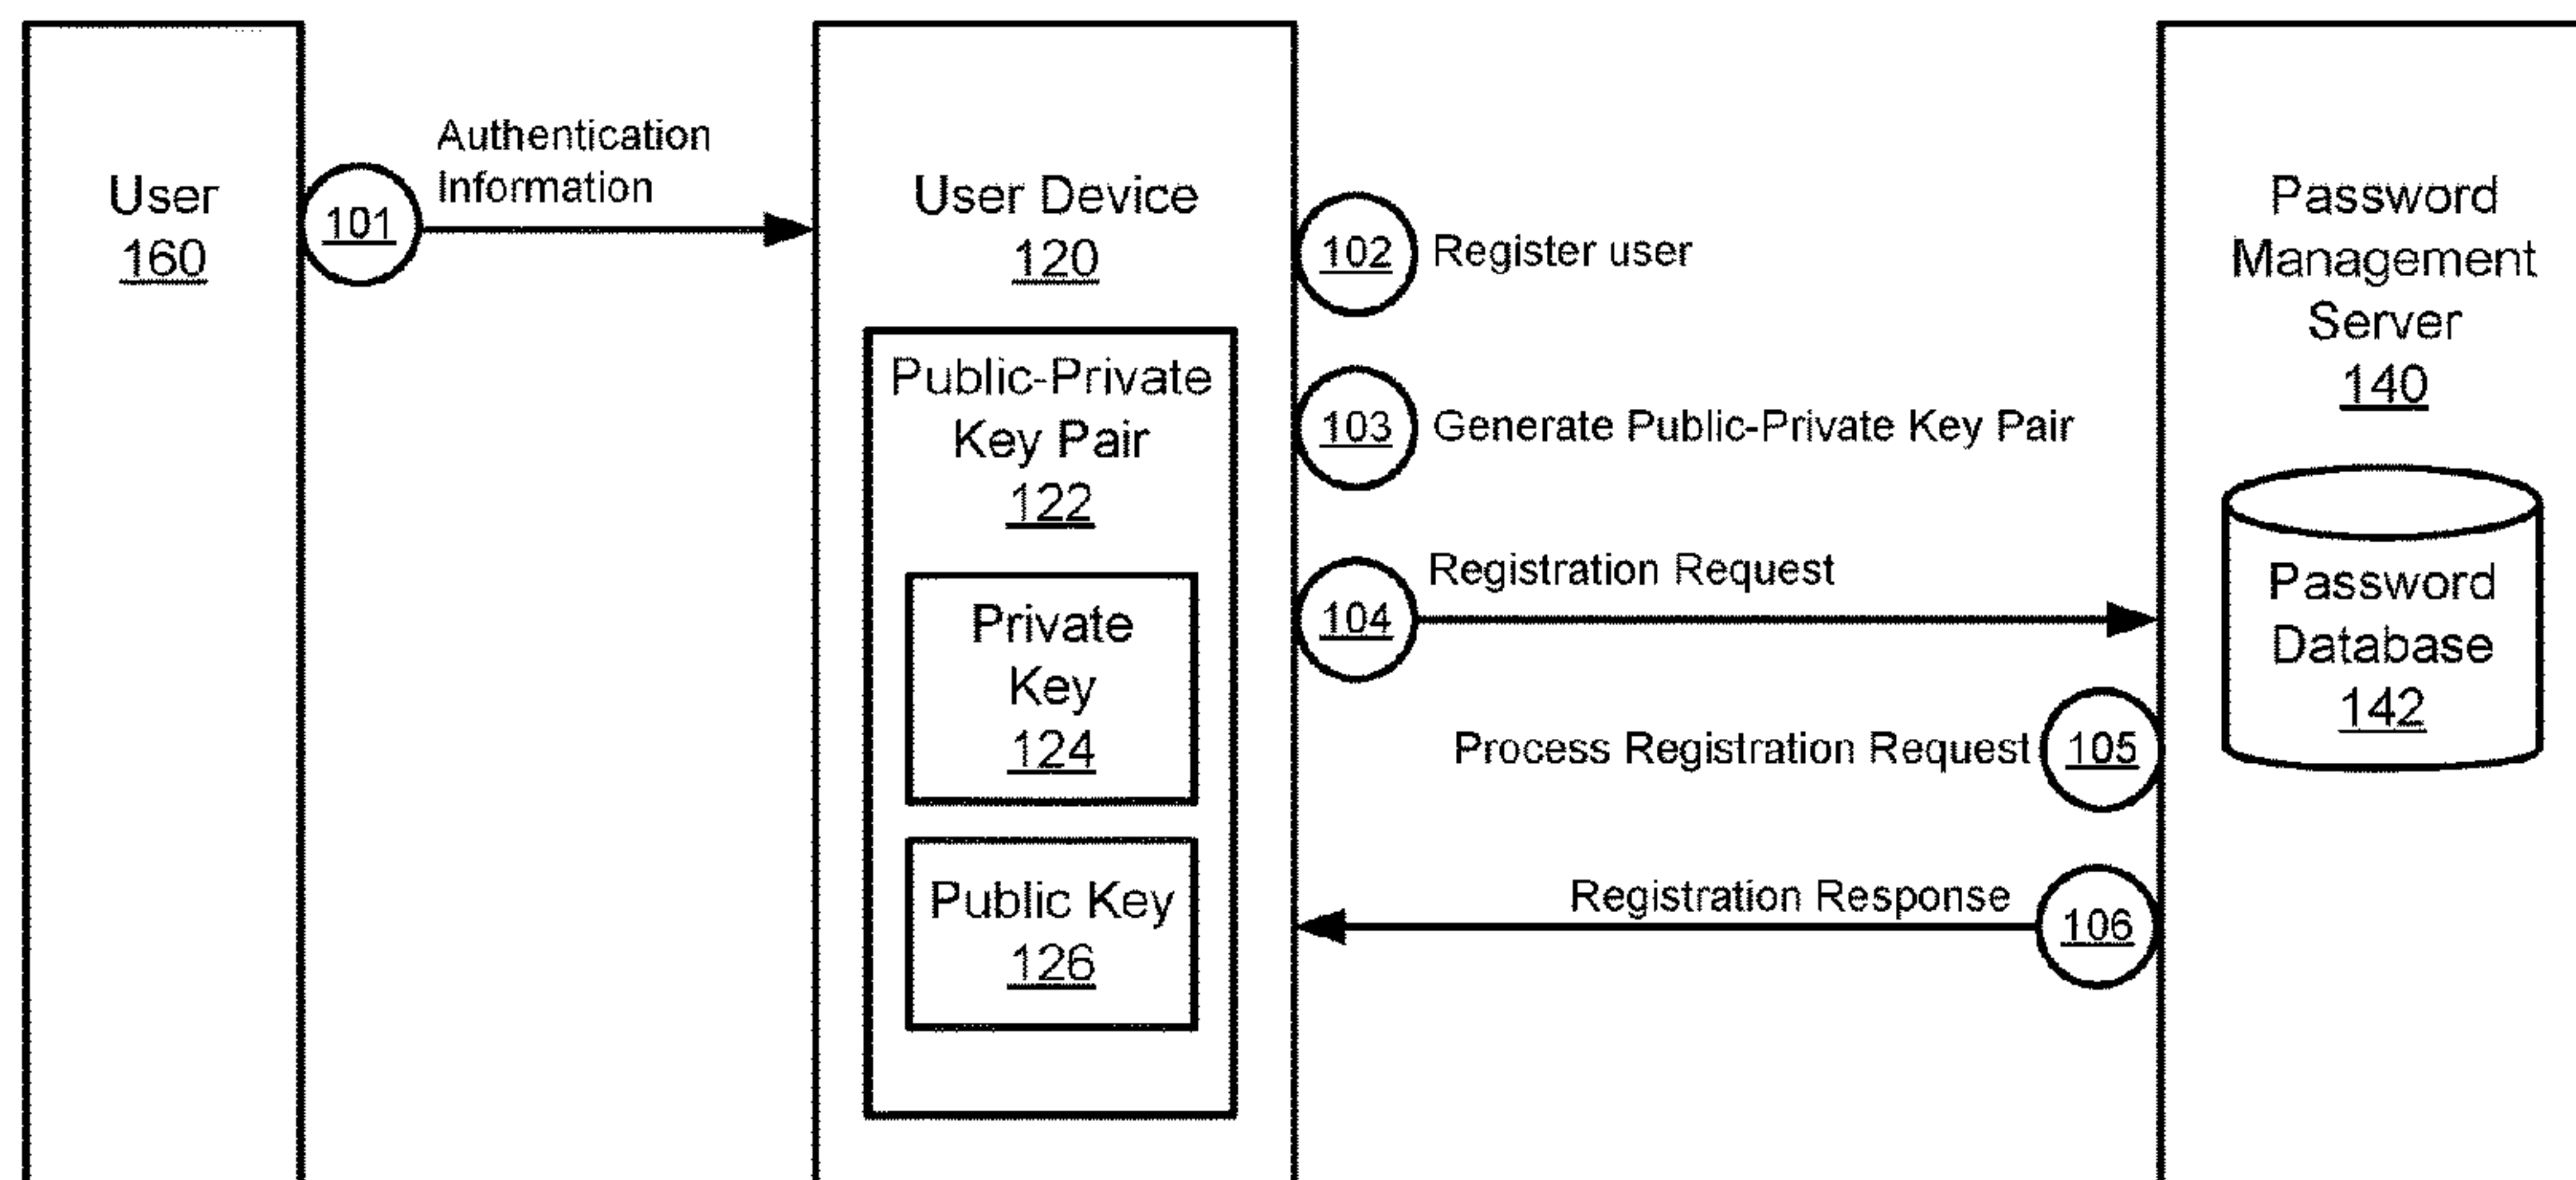 User
160
101
Authentication
Information
User Device
120
Public-Private
Key Pair
122
Private
Key
124
Public Key
126
102
Register user
103
Generate Public-Private Key Pair
104
Registration Request
Process Registration Request
105
Registration Response
106
Password
Management
Server
140
Password
Database
142